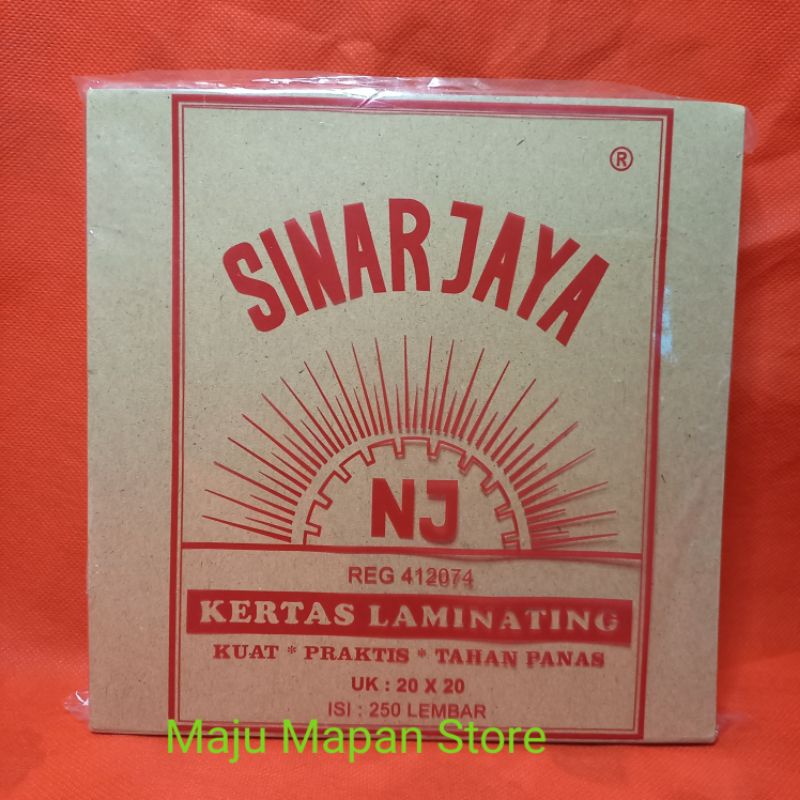 ®
SINAR JAYA
NJ
REG 412074
KERTAS LAMINATING
KUAT * PRAKTIS * TAHAN PANAS
UK : 20 X 20
ISI : 250 LEMBAR
Maju Mapan Store